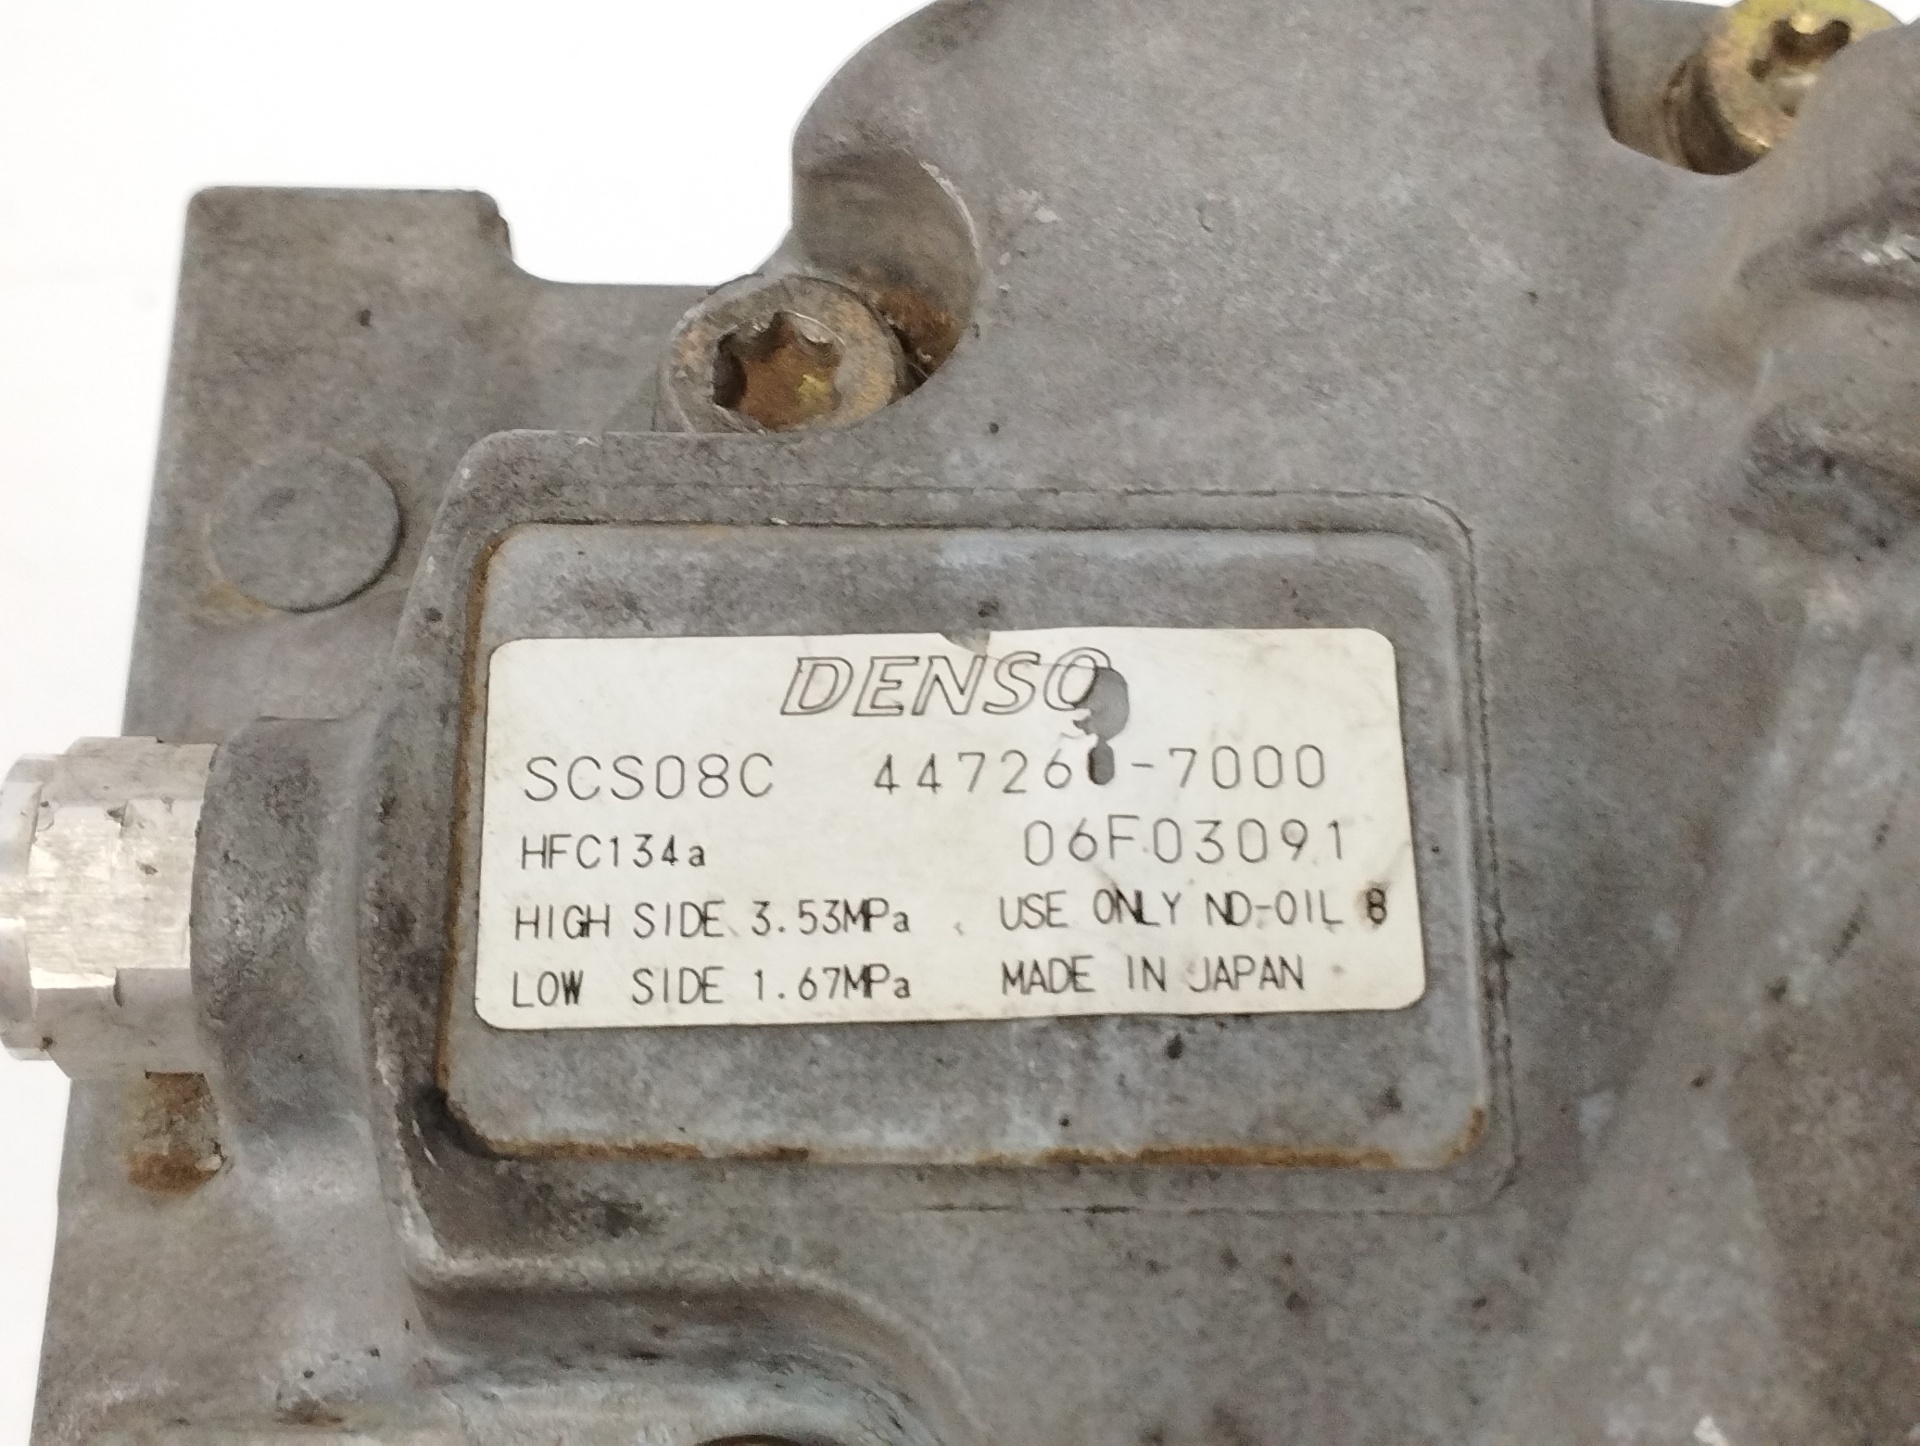 DENSO
SCS08C
HFC134a 06F03091
HIGH SIDE 3.53MPa USE ONLY ND-OIL 8
LOW SIDE 1.67MPa MADE IN JAPAN